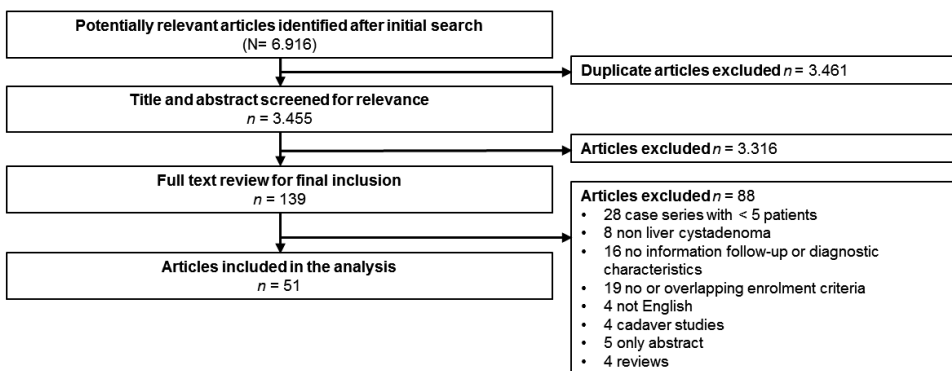 Potentially relevant articles identified after initial search
(N= 6.916)
Duplicate articles excluded n = 3.461
Title and abstract screened for relevance
n = 3.455
Articles excluded n = 3.316
Full text review for final inclusion
n = 139
Articles excluded n = 88
• 28 case series with < 5 patients
• 8 non liver cystadenoma
• 16 no information follow-up or diagnostic
characteristics
• 19 no or overlapping enrolment criteria
• 4 not English
• 4 cadaver studies
• 5 only abstract
• 4 reviews
Articles included in the analysis
n = 51